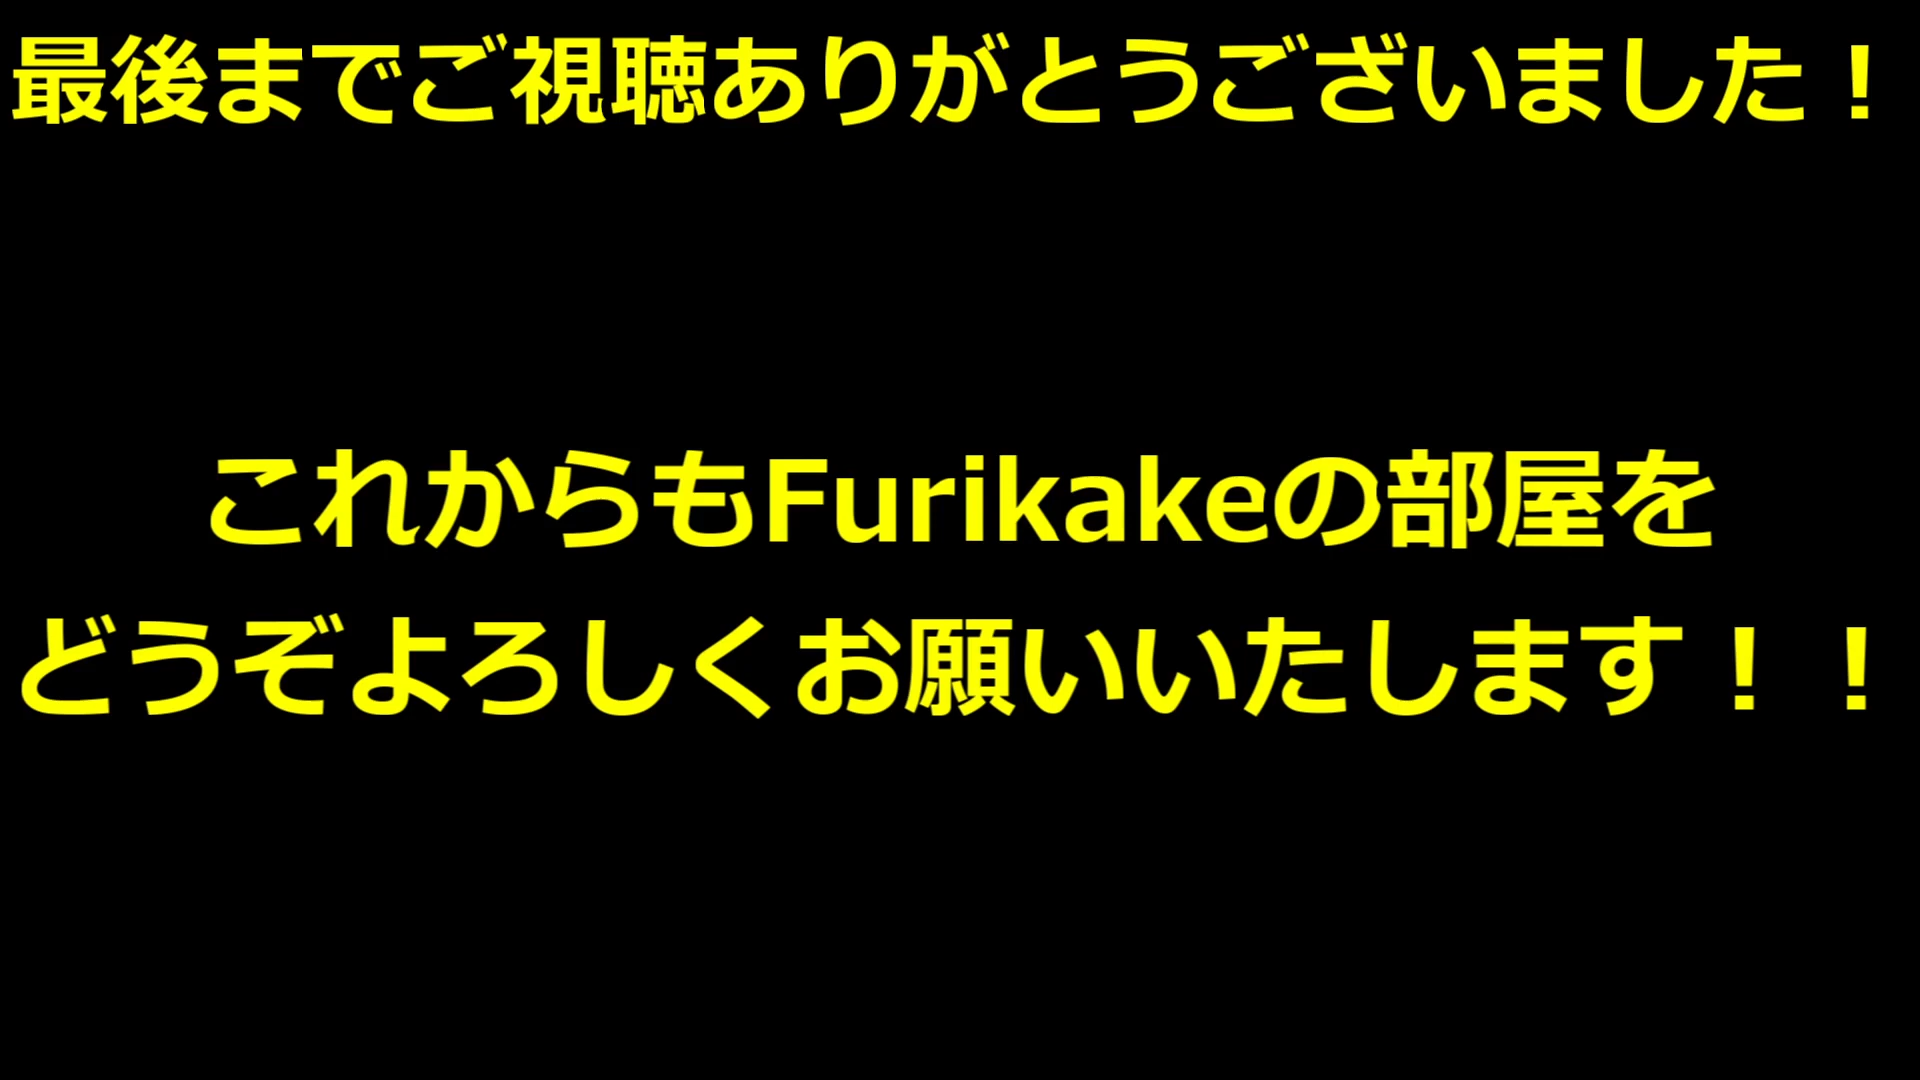 最後までご視聴ありがとうございました！
これからもFurikakeの部屋を
どうぞよろしくお願いいたします！！